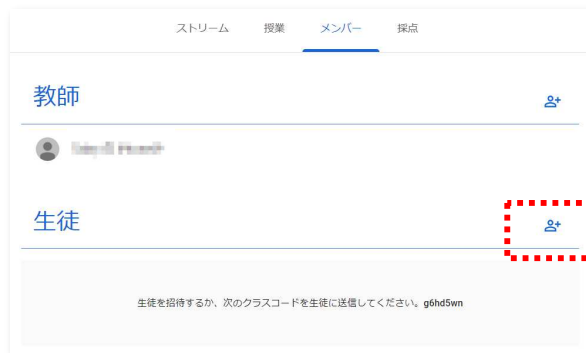 ストリーム 授業 メンバー 採点
教師
生徒
生徒を招待するか、次のクラスコードを生徒に送信してください。g6hd5wn